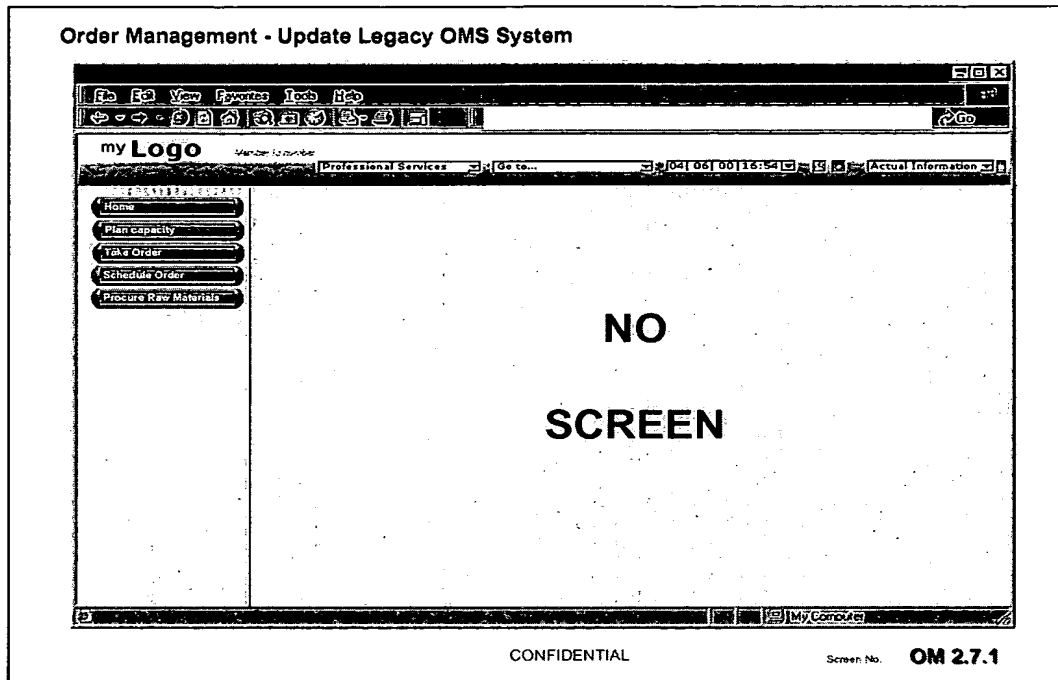 Order Management - Update Legacy OMS System
File Edit View Favorites Tools Help
Go
my Logo
Professional Services Go to... 04 06 00 16:54 Actual Information
Home
Plan capacity
Take Order
Schedule Order
Procure Raw Materials
NO
SCREEN
My Computer
CONFIDENTIAL Screen No. OM 2.7.1